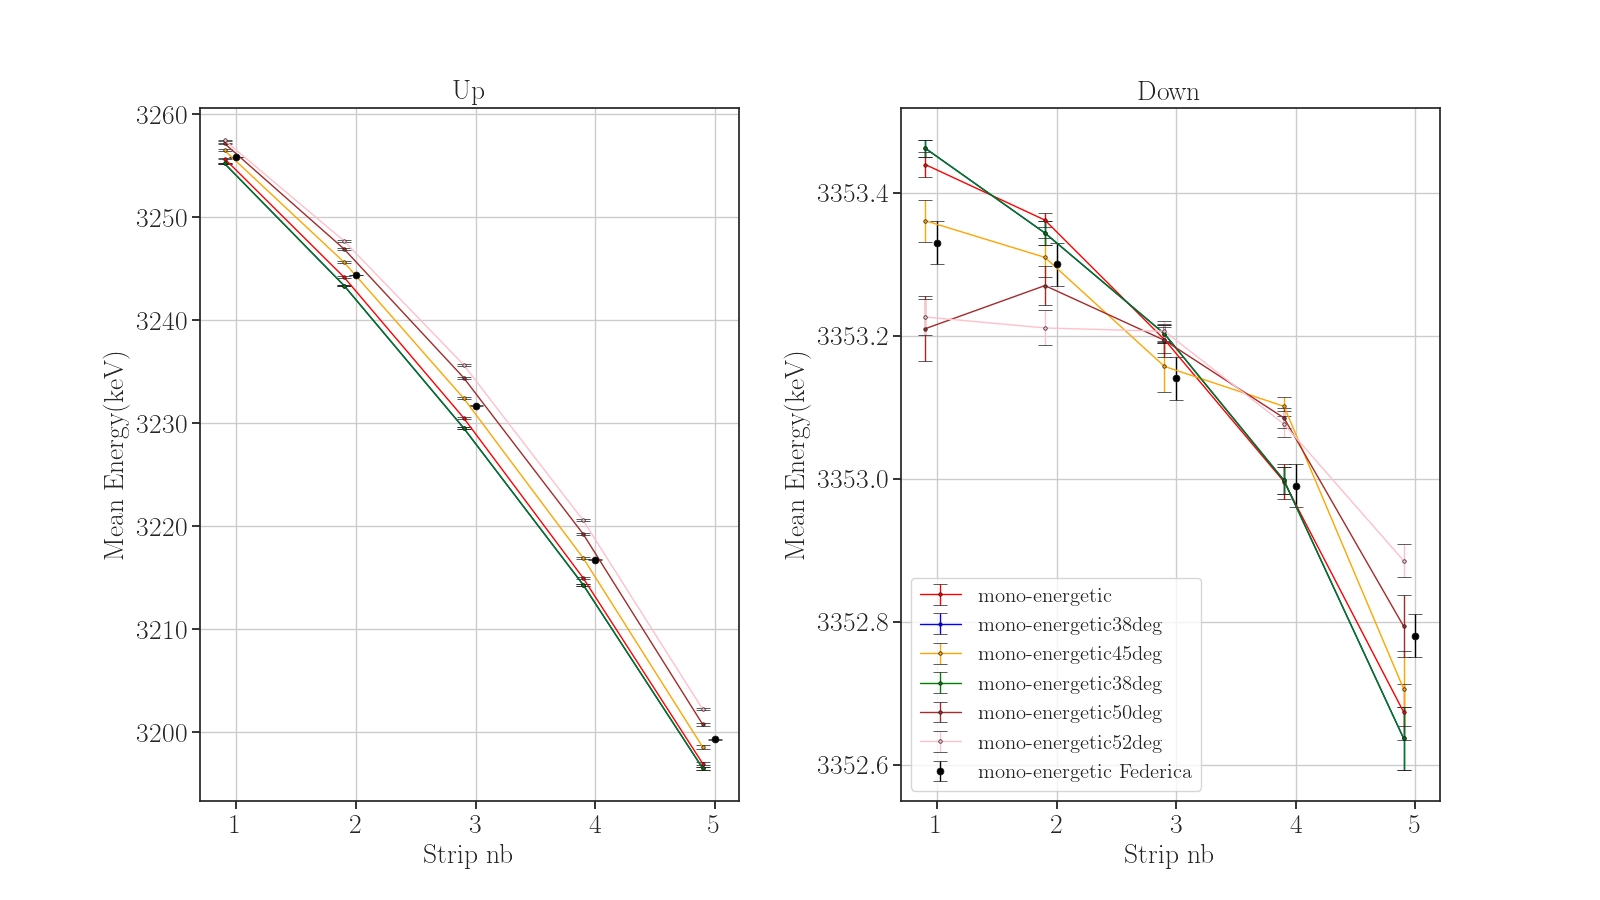 Up
Mean Energy(keV)
3260
3250
3240
3230
3220
3210
3200
1 2 3 4 5
Strip nb
Down
Mean Energy(keV)
3353.4
3353.2
3353.0
3352.8
3352.6
mono-energetic
mono-energetic38deg
mono-energetic45deg
mono-energetic38deg
mono-energetic50deg
mono-energetic52deg
mono-energetic Federica
1 2 3 4 5
Strip nb